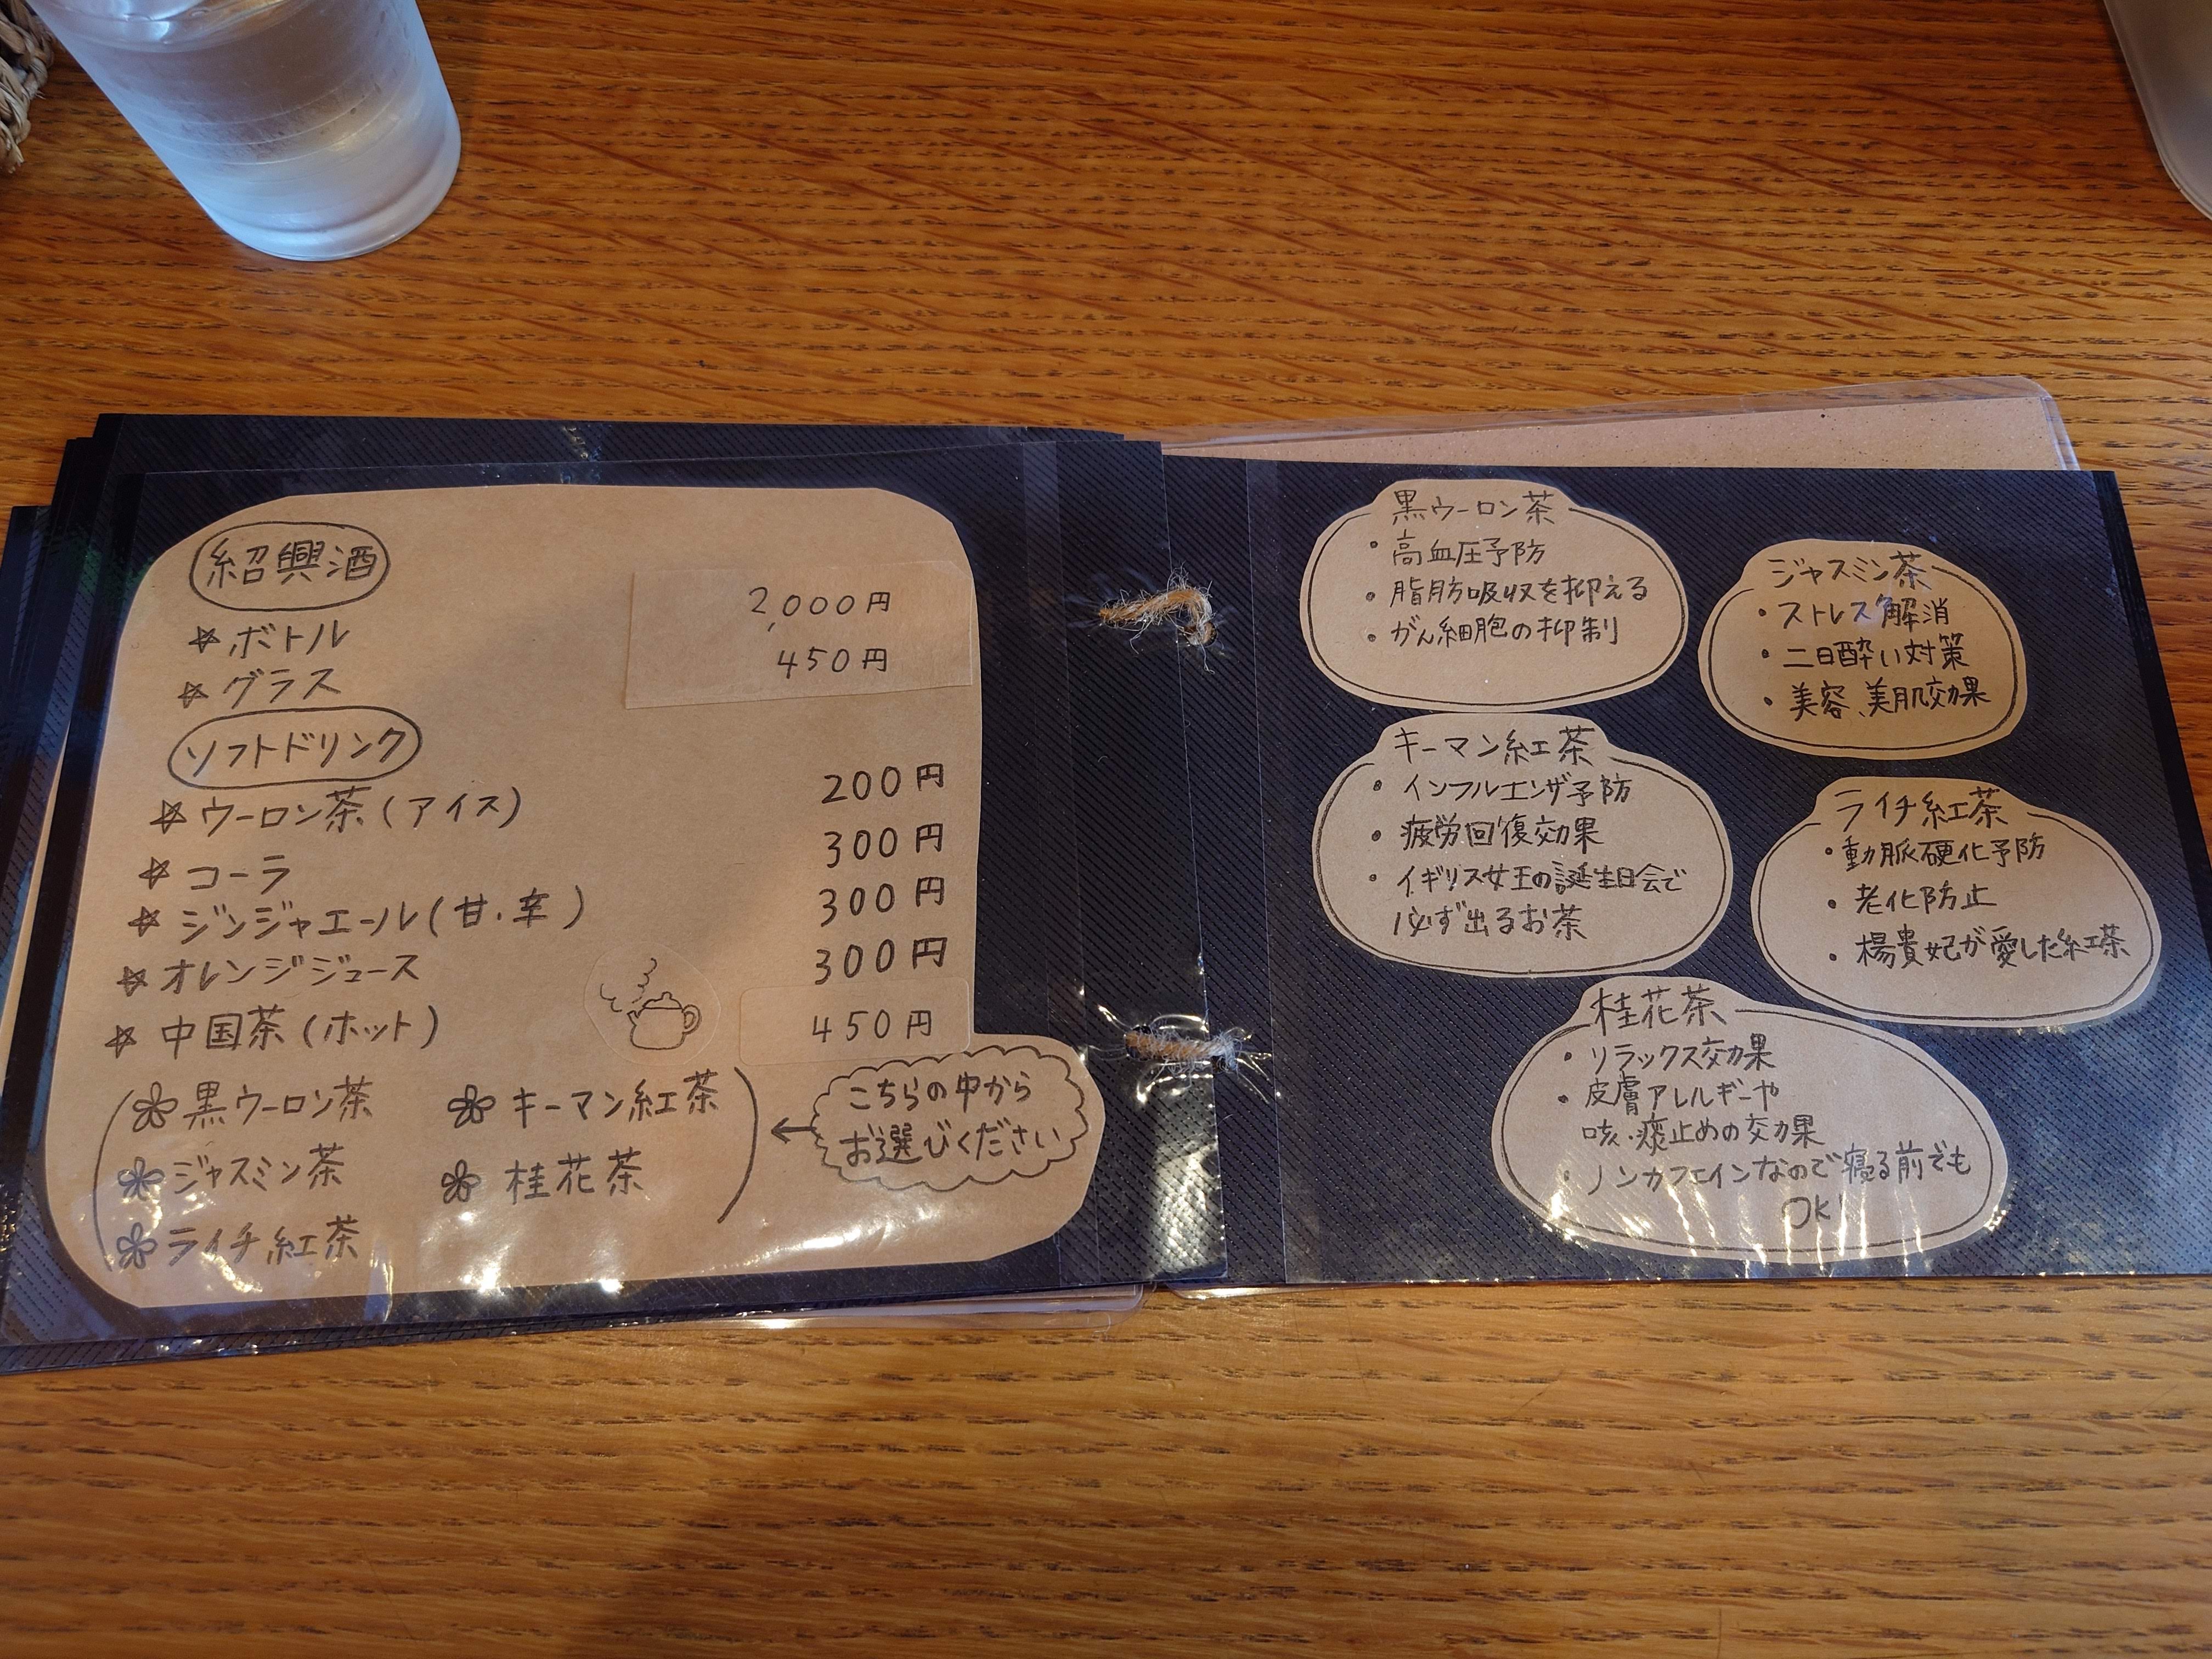 紹興酒
☆ボトル 2,000円
☆グラス 450円
ソフトドリンク
☆ウーロン茶(アイス) 200円
☆コーラ 300円
☆ジンジャエール(甘・辛) 300円
☆オレンジジュース 300円
☆中国茶(ホット) 450円
黒ウーロン茶 キーマン紅茶
ジャスミン茶 桂花茶
ライチ紅茶
←こちらの中から
お選びください
黒ウーロン茶
・高血圧予防
・脂肪吸収を抑える
・がん細胞の抑制
ジャスミン茶
・ストレス解消
・二日酔い対策
・美容、美肌効果
キーマン紅茶
・インフルエンザ予防
・疲労回復効果
・イギリス女王の誕生日会で
必ず出るお茶
ライチ紅茶
・動脈硬化予防
・老化防止
・楊貴妃が愛した紅茶
桂花茶
・リラックス効果
・皮膚アレルギーや
咳・痰止めの効果
・ノンカフェインなので寝る前でも
OK!